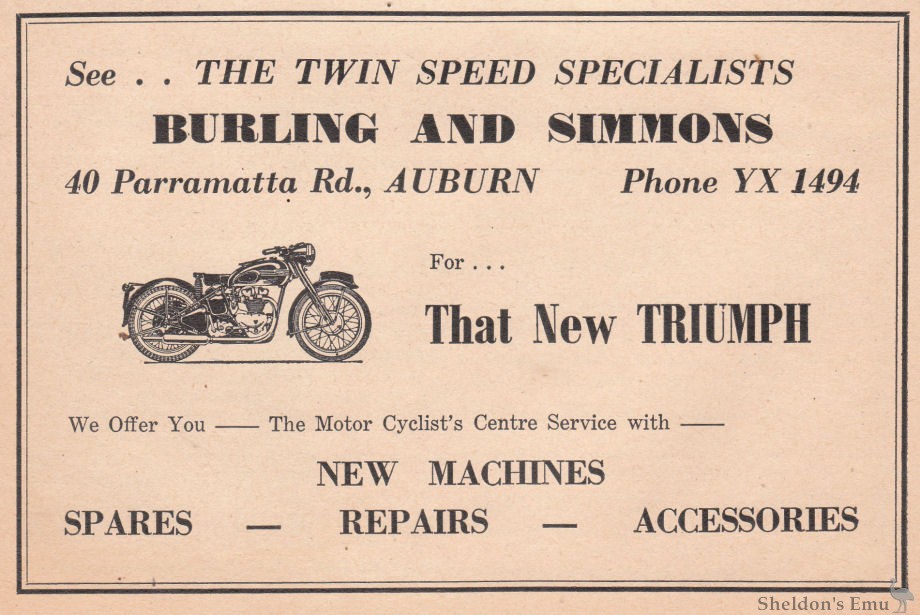 See . . THE TWIN SPEED SPECIALISTS
BURLING AND SIMMONS
40 Parramatta Rd., AUBURN Phone YX 1494
For . . .
That New TRIUMPH
We Offer You — The Motor Cyclist's Centre Service with —
NEW MACHINES
SPARES — REPAIRS — ACCESSORIES
Sheldon's Emu